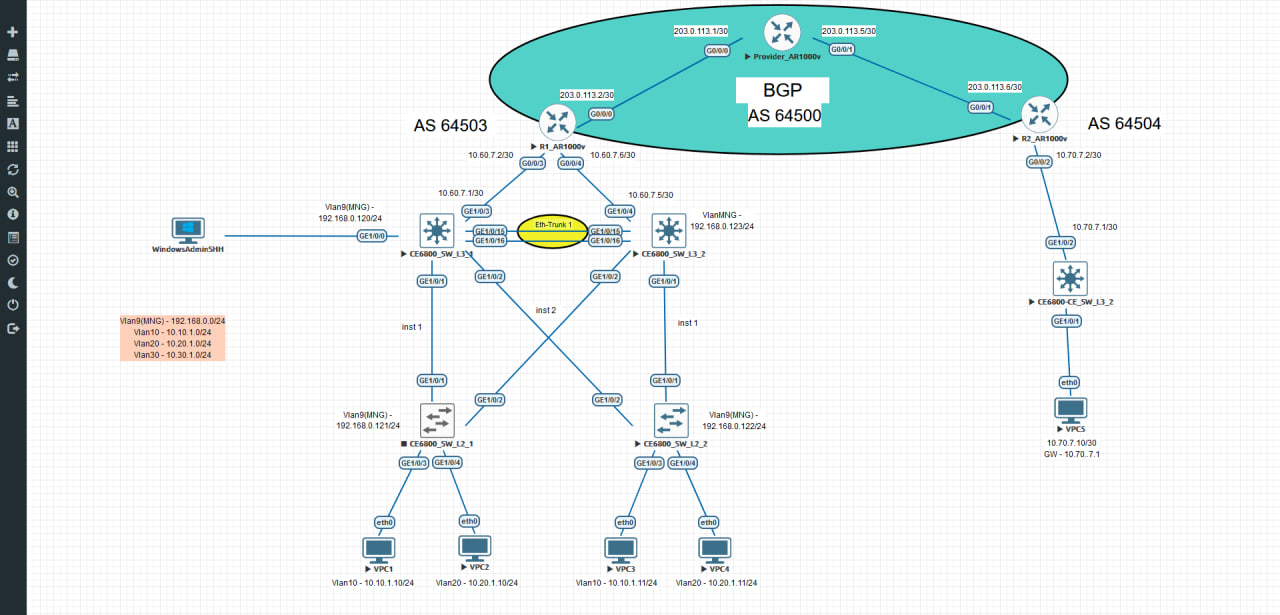 203.0.113.1/30
203.0.113.5/30
G0/0/0
G0/0/1
Provider_AR1000v
BGP
AS 64500
203.0.113.2/30
G0/0/0
203.0.113.6/30
G0/0/1
AS 64503
AS 64504
R1_AR1000v
R2_AR1000v
10.60.7.2/30
10.60.7.6/30
G0/0/3
G0/0/4
10.70.7.2/30
G0/0/2
10.60.7.1/30
10.60.7.5/30
Vlan9(MNG) -
192.168.0.120/24
GE1/0/3
GE1/0/4
VlanMNG -
192.168.0.123/24
Eth-Trunk 1
GE1/0/15
GE1/0/15
GE1/0/16
GE1/0/16
GE1/0/0
WindowsAdminSHH
CE6800_SW_L3_1
CE6800_SW_L3_2
10.70.7.1/30
GE1/0/2
GE1/0/1
GE1/0/2
GE1/0/2
GE1/0/1
CE6800-CE_SW_L3_2
GE1/0/1
inst 2
inst 1
inst 1
Vlan9(MNG) - 192.168.0.0/24
Vlan10 - 10.10.1.0/24
Vlan20 - 10.20.1.0/24
Vlan30 - 10.30.1.0/24
GE1/0/1
GE1/0/1
GE1/0/2
GE1/0/2
eth0
Vlan9(MNG) -
192.168.0.121/24
Vlan9(MNG) -
192.168.0.122/24
CE6800_SW_L2_1
CE6800_SW_L2_2
VPC5
10.70.7.10/30
GW - 10.70..7.1
GE1/0/3
GE1/0/4
GE1/0/3
GE1/0/4
eth0
eth0
eth0
eth0
VPC1
VPC2
VPC3
VPC4
Vlan10 - 10.10.1.10/24
Vlan20 - 10.20.1.10/24
Vlan10 - 10.10.1.11/24
Vlan20 - 10.20.1.11/24